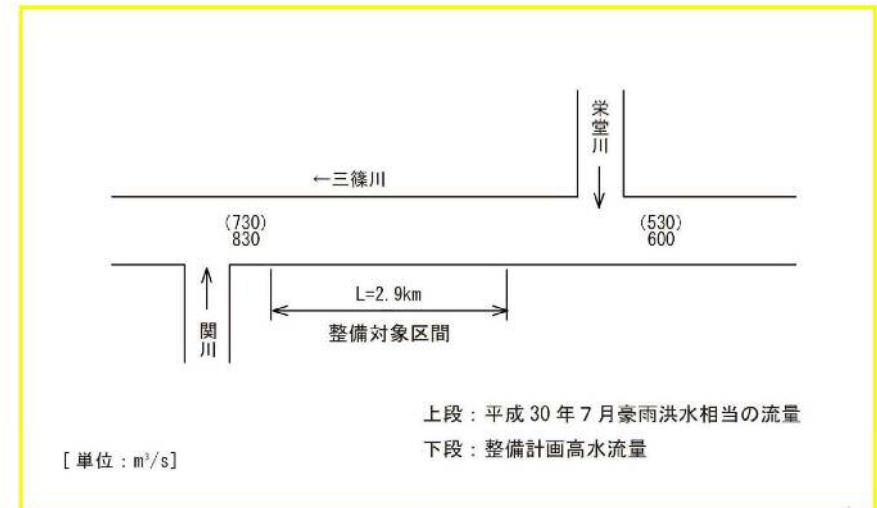 栄堂川
←三篠川
(730)
830
(530)
600
L=2.9km
整備対象区間
関川
上段：平成30年7月豪雨洪水相当の流量
下段：整備計画高水流量
[単位：m³/s]